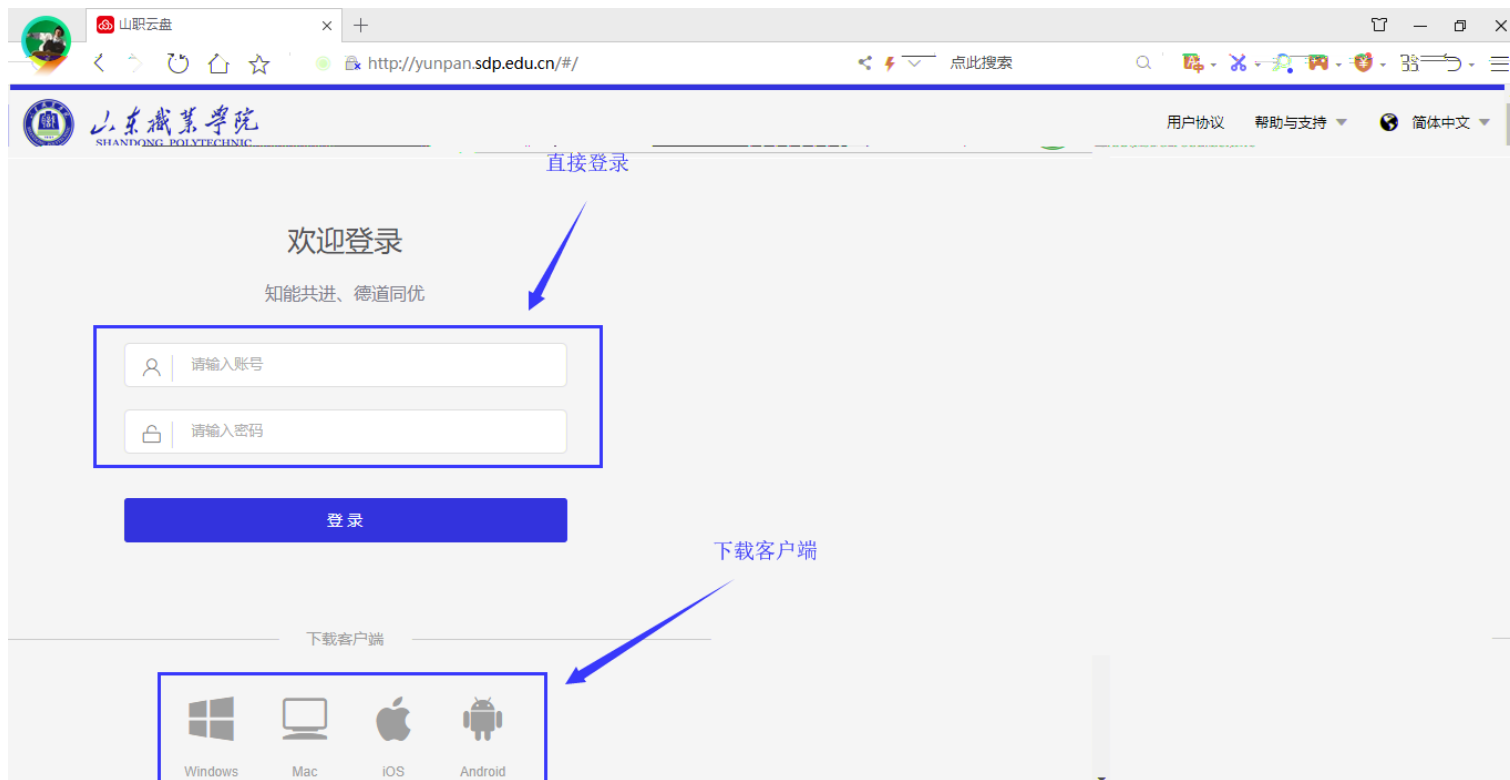 山职云盘
http://yunpan.sdp.edu.cn/#/
点此搜索
山东职业学院
SHANDONG POLYTECHNIC
用户协议 帮助与支持 简体中文
直接登录
欢迎登录
知能共进、德道同优
请输入账号
请输入密码
登录
下载客户端
下载客户端
Windows Mac iOS Android